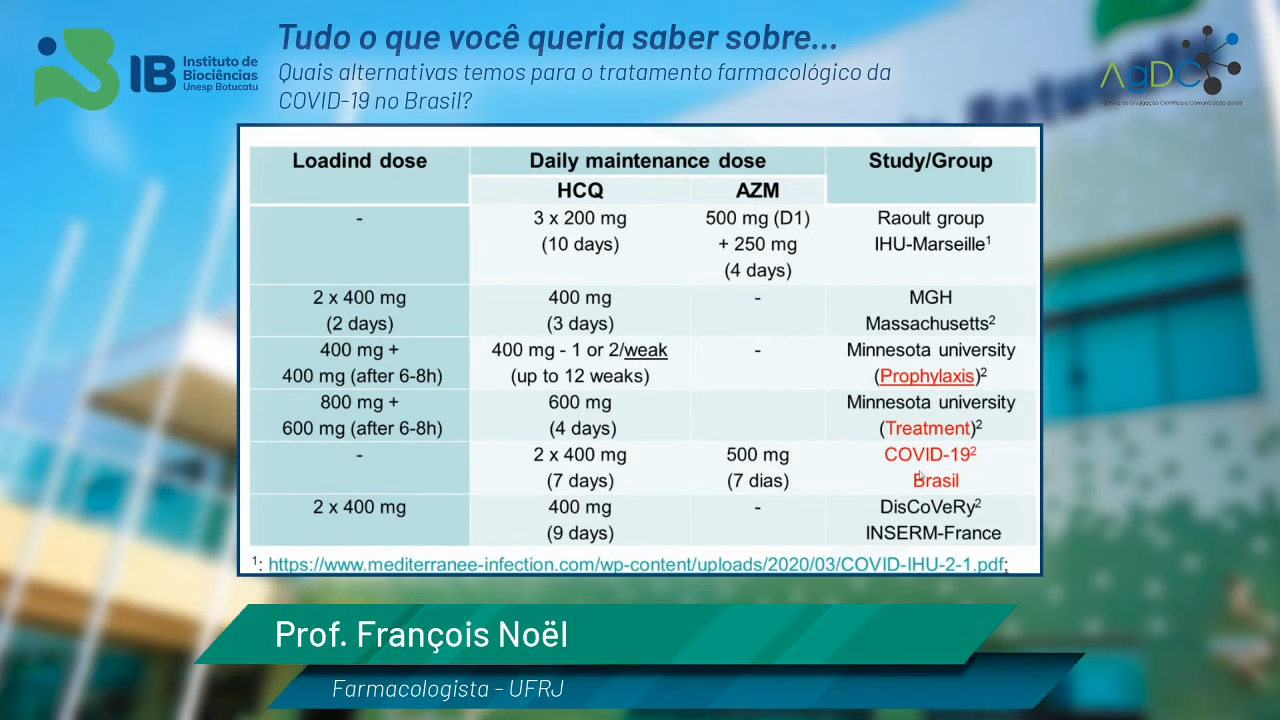 Tudo o que você queria saber sobre...
Quais alternativas temos para o tratamento farmacológico da
COVID-19 no Brasil?
IB Instituto de
Biociências
Unesp Botucatu
AgDC
Loadind dose Daily maintenance dose Study/Group
HCQ AZM
- 3 x 200 mg 500 mg (D1) Raoult group
(10 days) + 250 mg IHU-Marseille¹
(4 days)
2 x 400 mg 400 mg - MGH
(2 days) (3 days) Massachusetts²
400 mg + 400 mg - 1 or 2/weak - Minnesota university
400 mg (after 6-8h) (up to 12 weaks) (Prophylaxis)²
800 mg + 600 mg Minnesota university
600 mg (after 6-8h) (4 days) (Treatment)²
- 2 x 400 mg 500 mg COVID-19²
(7 days) (7 dias) Brasil
2 x 400 mg 400 mg - DisCoVeRy²
(9 days) INSERM-France
¹: https://www.mediterranee-infection.com/wp-content/uploads/2020/03/COVID-IHU-2-1.pdf;
Prof. François Noël
Farmacologista - UFRJ